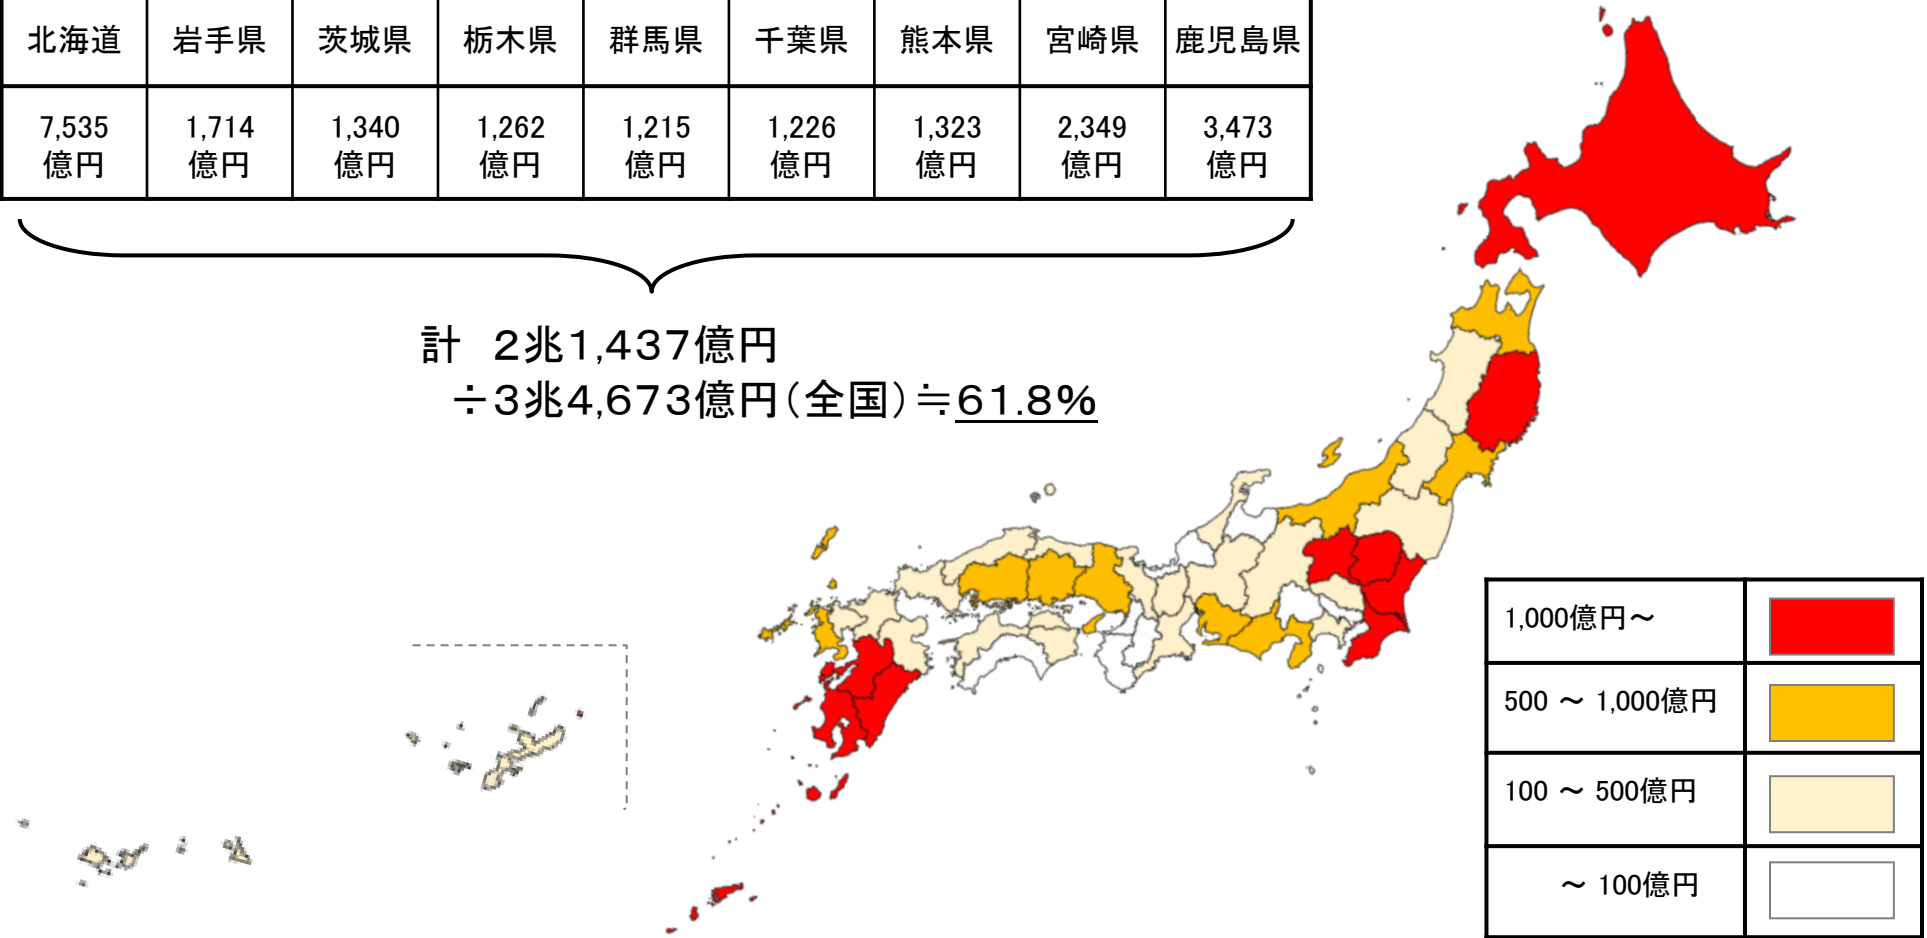 北海道 岩手県 茨城県 栃木県 群馬県 千葉県 熊本県 宮崎県 鹿児島県
7,535 1,714 1,340 1,262 1,215 1,226 1,323 2,349 3,473
億円 億円 億円 億円 億円 億円 億円 億円 億円
計　２兆１,４３７億円
÷３兆４,６７３億円（全国）≒６１.８％
1,000億円～
500 ～ 1,000億円
100 ～ 500億円
～ 100億円